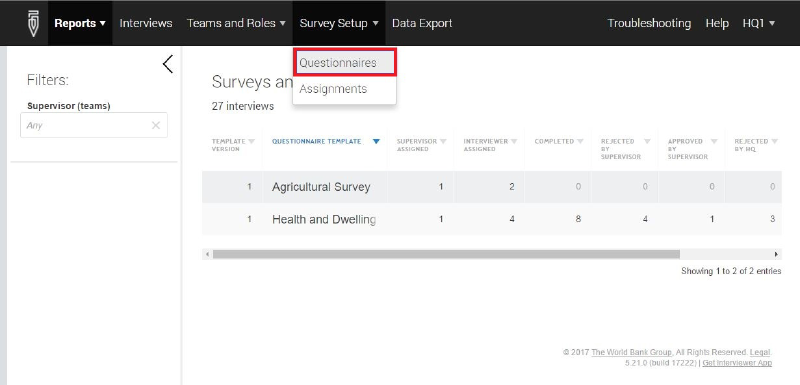 Reports Interviews Teams and Roles Survey Setup Data Export Troubleshooting Help HQ1
Questionnaires
Assignments
Filters:
Supervisor (teams)
Any
Surveys an
27 interviews
TEMPLATE VERSION QUESTIONNAIRE TEMPLATE SUPERVISOR ASSIGNED INTERVIEWER ASSIGNED COMPLETED REJECTED BY SUPERVISOR APPROVED BY SUPERVISOR REJECTED BY HQ
1 Agricultural Survey 1 2 0 0 0 0
1 Health and Dwelling 1 4 8 4 1 3
Showing 1 to 2 of 2 entries
© 2017 The World Bank Group, All Rights Reserved. Legal.
5.21.0 (build 17222) | Get Interviewer App